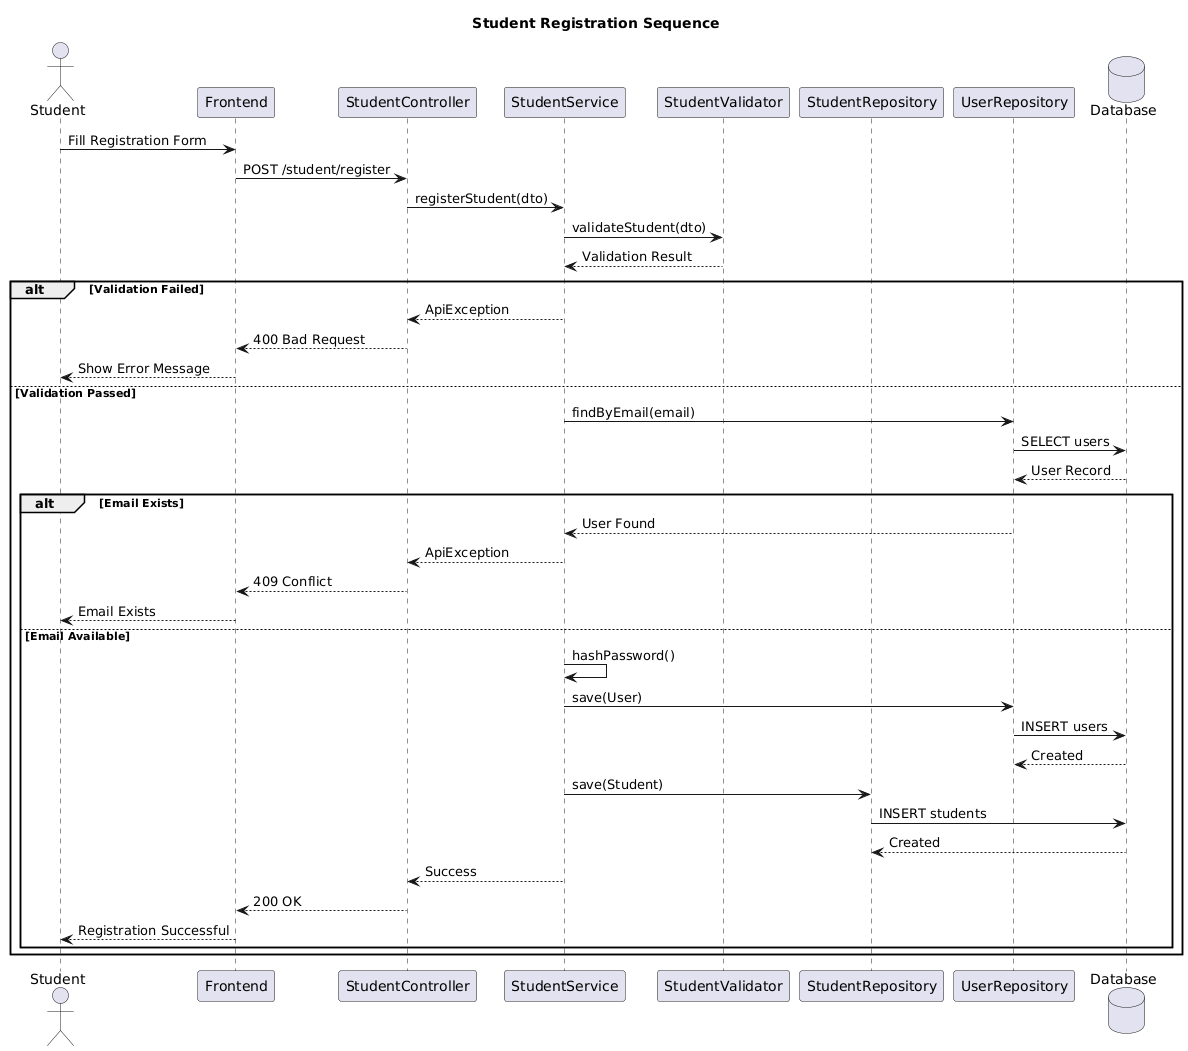 Student Registration Sequence
Student
Frontend
StudentController
StudentService
StudentValidator
StudentRepository
UserRepository
Database
Fill Registration Form
POST /student/register
registerStudent(dto)
validateStudent(dto)
Validation Result
alt [Validation Failed]
ApiException
400 Bad Request
Show Error Message
[Validation Passed]
findByEmail(email)
SELECT users
User Record
alt [Email Exists]
User Found
ApiException
409 Conflict
Email Exists
[Email Available]
hashPassword()
save(User)
INSERT users
Created
save(Student)
INSERT students
Created
Success
200 OK
Registration Successful
Student
Frontend
StudentController
StudentService
StudentValidator
StudentRepository
UserRepository
Database